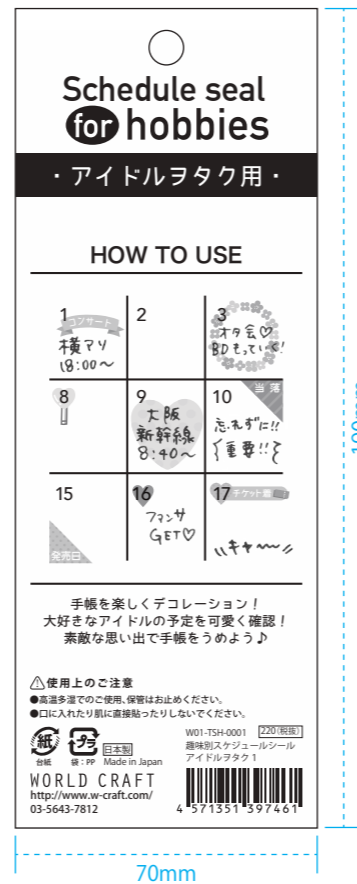 Schedule seal
for hobbies
・アイドルヲタク用・
HOW TO USE
1
コンサート
横アリ
18:00～
2
3
オタ会♡
BDもっていく!
8
9
大阪
新幹線
8:40～
10
当落
忘れずに!!
重要!!
15
発売日
16
ファンサ
GET♡
17
チケット着
キャ～～
手帳を楽しくデコレーション！
大好きなアイドルの予定を可愛く確認！
素敵な思い出で手帳をうめよう♪
⚠使用上のご注意
●高温多湿でのご使用、保管はお止めください。
●口に入れたり肌に直接貼ったりしないでください。
紙
台紙
プラ
袋：PP
日本製
Made in Japan
WORLD CRAFT
http://www.w-craft.com/
03-5643-7812
W01-TSH-0001 220(税抜)
趣味別スケジュールシール
アイドルヲタク 1
4 571351 397461
70mm